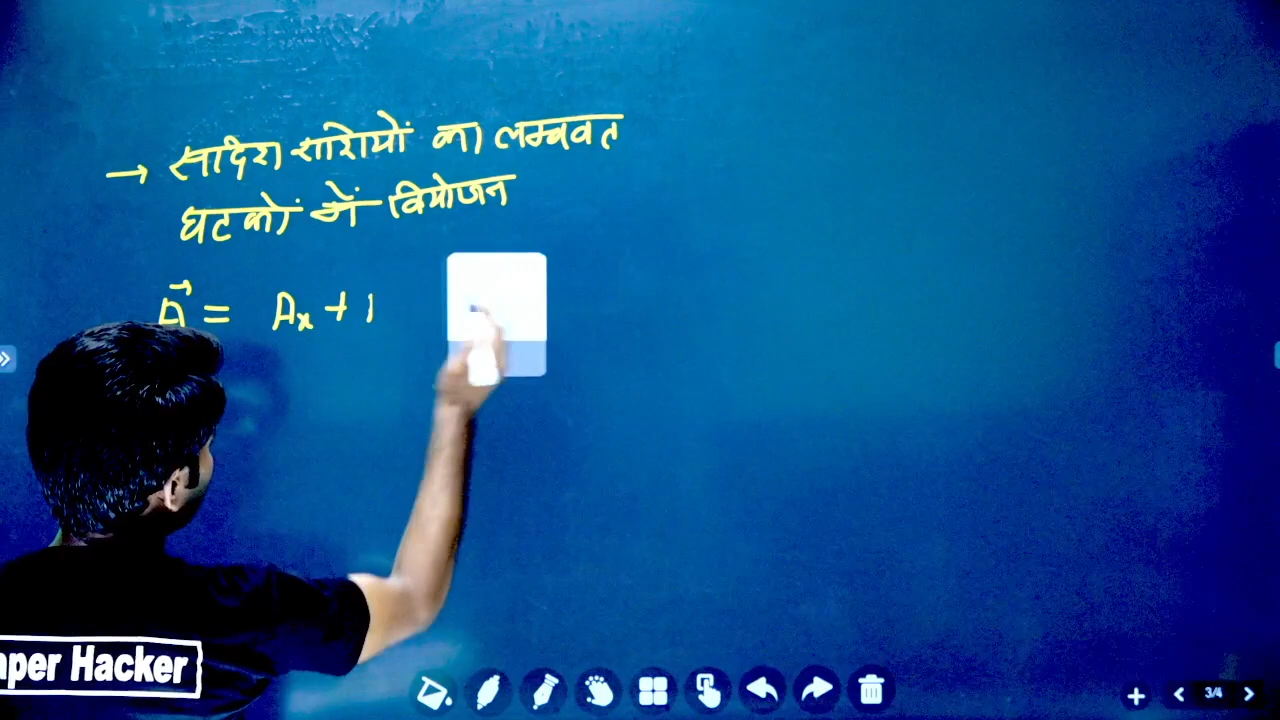 → सदिश राशियों का लम्बवत
घटकों में वियोजन
A⃗ = Aₓ + 1
aper Hacker
3/4